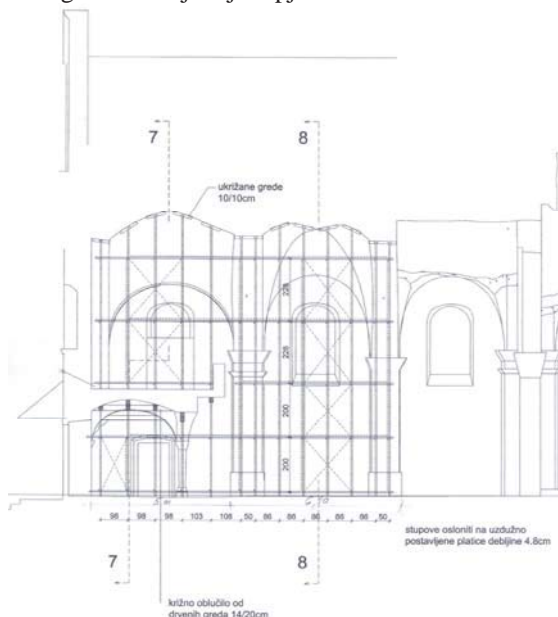 7
8
ukrižane grede
10/10cm
228
228
200
200
98 98 98 103 106 50 86 86 86 86 86 50
stupove osloniti na uzdužno
postavljene platice debljine 4.8cm
7
8
križno oblučilo od
drvenih greda 14/20cm